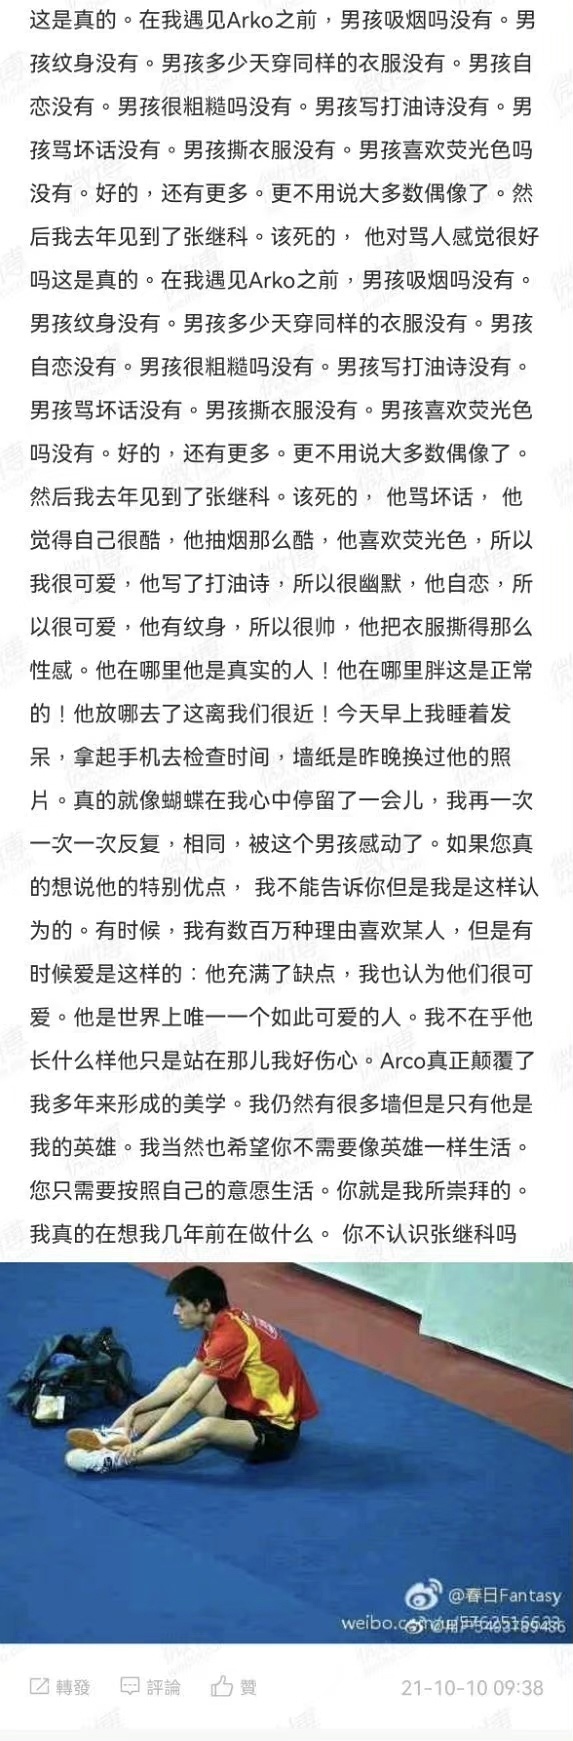 这是真的。在我遇见Arko之前，男孩吸烟吗没有。男
孩纹身没有。男孩多少天穿同样的衣服没有。男孩自
恋没有。男孩很粗糙吗没有。男孩写打油诗没有。男
孩骂坏话没有。男孩撕衣服没有。男孩喜欢荧光色吗
没有。好的，还有更多。更不用说大多数偶像了。然
后我去年见到了张继科。该死的， 他对骂人感觉很好
吗这是真的。在我遇见Arko之前，男孩吸烟吗没有。
男孩纹身没有。男孩多少天穿同样的衣服没有。男孩
自恋没有。男孩很粗糙吗没有。男孩写打油诗没有。
男孩骂坏话没有。男孩撕衣服没有。男孩喜欢荧光色
吗没有。好的，还有更多。更不用说大多数偶像了。
然后我去年见到了张继科。该死的， 他骂坏话， 他
觉得自己很酷，他抽烟那么酷，他喜欢荧光色，所以
我很可爱，他写了打油诗，所以很幽默，他自恋，所
以很可爱，他有纹身，所以很帅，他把衣服撕得那么
性感。他在哪里他是真实的人！他在哪里胖这是正常
的！他放哪去了这离我们很近！今天早上我睡着发
呆，拿起手机去检查时间，墙纸是昨晚换过他的照
片。真的就像蝴蝶在我心中停留了一会儿，我再一次
一次一次反复，相同，被这个男孩感动了。如果您真
的想说他的特别优点， 我不能告诉你但是我是这样认
为的。有时候，我有数百万种理由喜欢某人，但是有
时候爱是这样的：他充满了缺点，我也认为他们很可
爱。他是世界上唯一一个如此可爱的人。我不在乎他
长什么样他只是站在那儿我好伤心。Arco真正颠覆了
我多年来形成的美学。我仍然有很多墙但是只有他是
我的英雄。我当然也希望你不需要像英雄一样生活。
您只需要按照自己的意愿生活。你就是我所崇拜的。
我真的在想我几年前在做什么。 你不认识张继科吗
@春日Fantasy
轉發 評論 贊 21-10-10 09:38